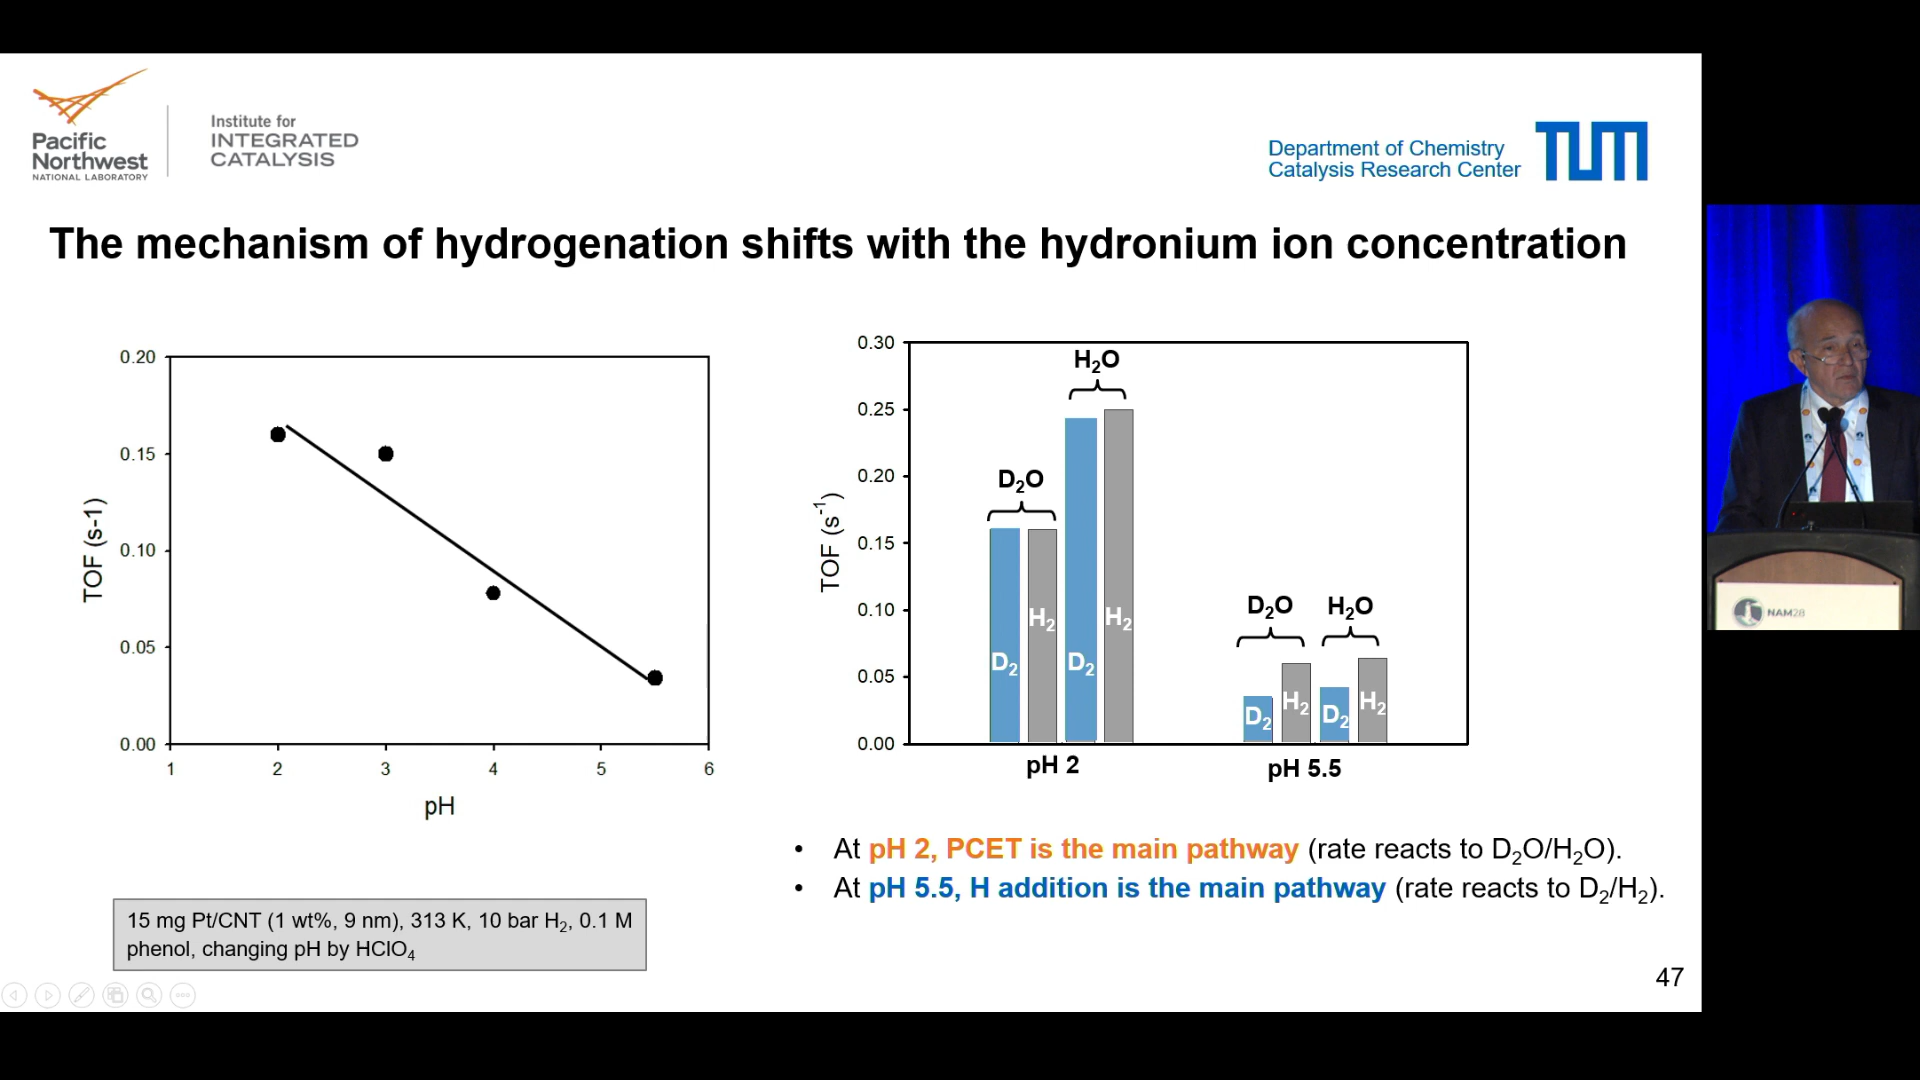 Pacific
Northwest
NATIONAL LABORATORY
Institute for
INTEGRATED
CATALYSIS
Department of Chemistry
Catalysis Research Center
TUM
The mechanism of hydrogenation shifts with the hydronium ion concentration
0.20
0.15
0.10
0.05
0.00
TOF (s-1)
1 2 3 4 5 6
pH
0.30
0.25
0.20
0.15
0.10
0.05
0.00
TOF (s⁻¹)
H₂O
D₂O
D₂ H₂ D₂ H₂
D₂O H₂O
D₂ H₂ D₂ H₂
pH 2 pH 5.5
• At pH 2, PCET is the main pathway (rate reacts to D₂O/H₂O).
• At pH 5.5, H addition is the main pathway (rate reacts to D₂/H₂).
15 mg Pt/CNT (1 wt%, 9 nm), 313 K, 10 bar H₂, 0.1 M
phenol, changing pH by HClO₄
47
NAM28